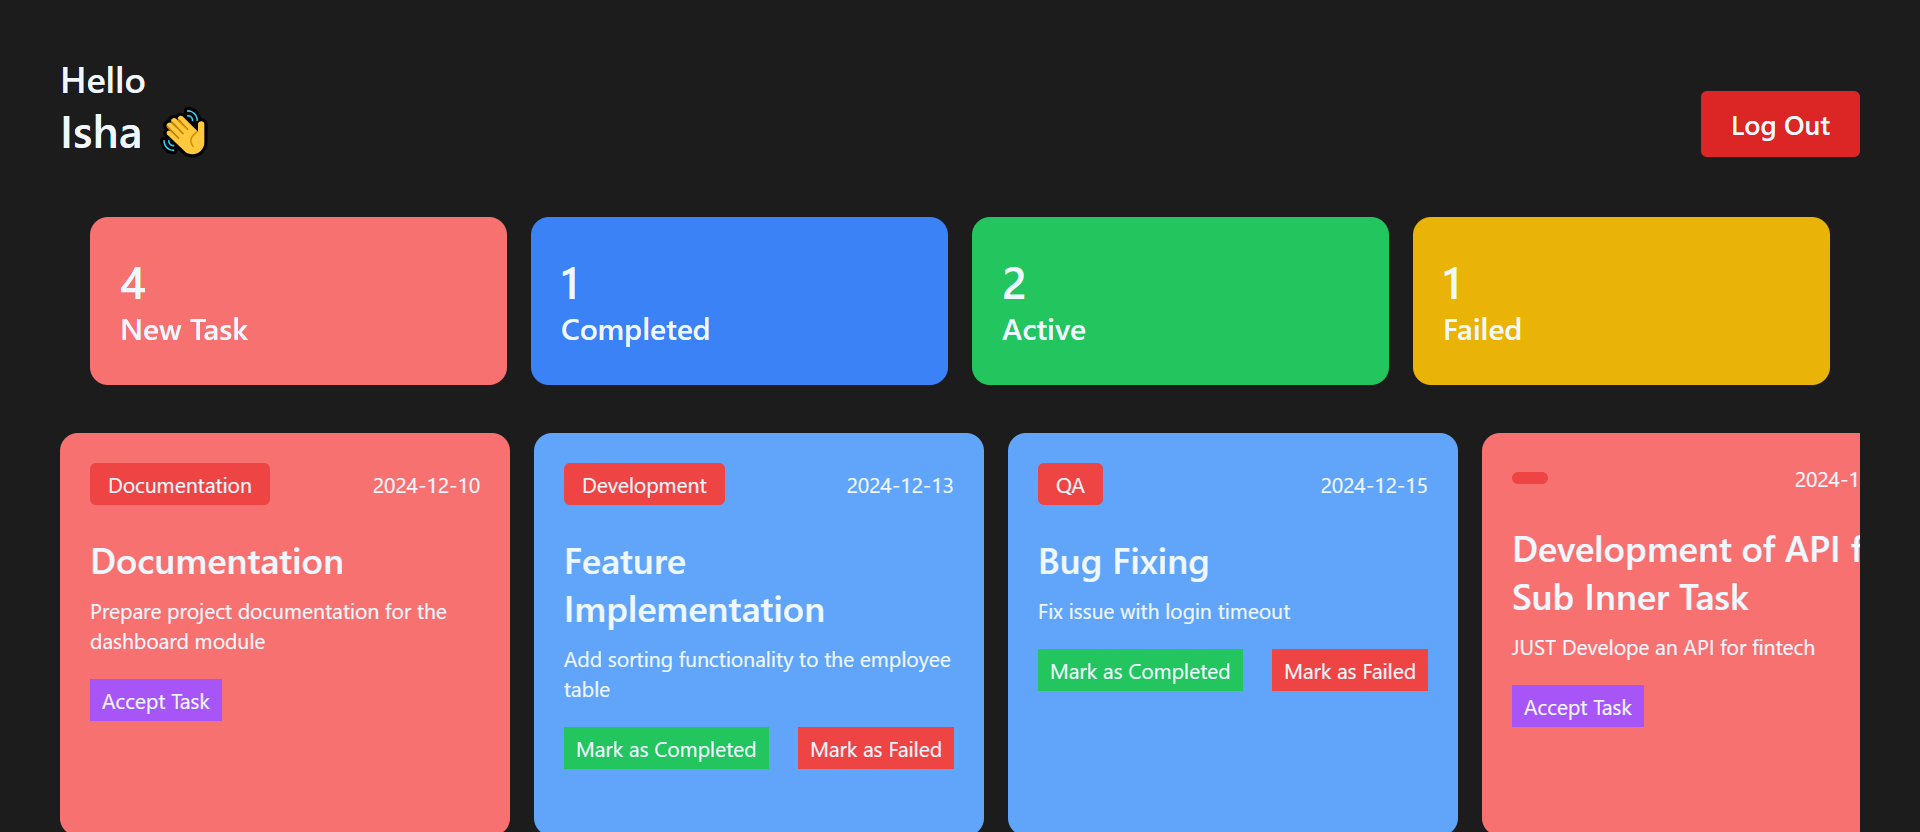 Hello
Isha 👋
Log Out
4
New Task
1
Completed
2
Active
1
Failed
Documentation
2024-12-10
Documentation
Prepare project documentation for the
dashboard module
Accept Task
Development
2024-12-13
Feature
Implementation
Add sorting functionality to the employee
table
Mark as Completed
Mark as Failed
QA
2024-12-15
Bug Fixing
Fix issue with login timeout
Mark as Completed
Mark as Failed
2024-1
Development of API f
Sub Inner Task
JUST Develope an API for fintech
Accept Task